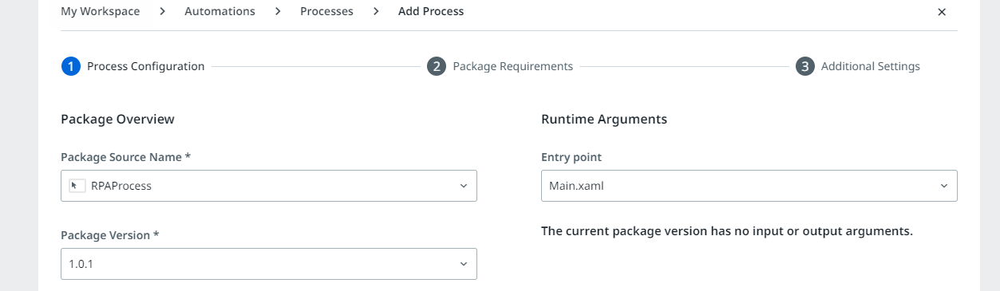 My Workspace > Automations > Processes > Add Process ×
1 Process Configuration 2 Package Requirements 3 Additional Settings
Package Overview
Package Source Name *
RPAProcess
Package Version *
1.0.1
Runtime Arguments
Entry point
Main.xaml
The current package version has no input or output arguments.